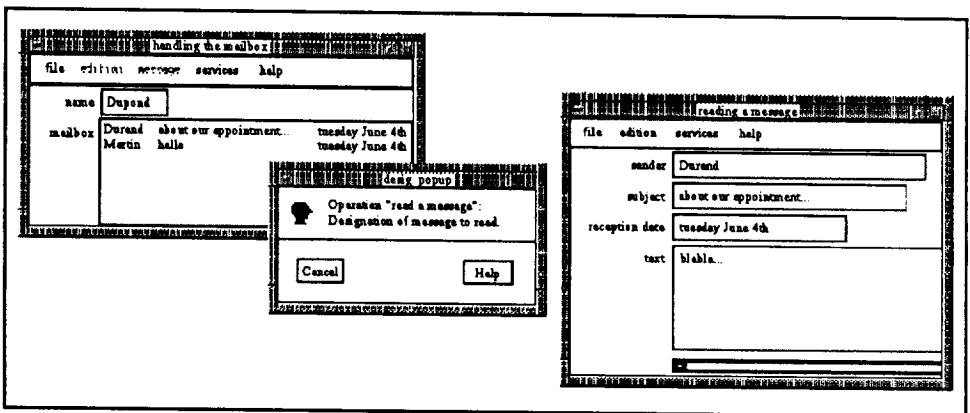 handling the mailbox
file edition message services help
name Dupond
mailbox Durand about our appointment... tuesday June 4th
Martin hallo tuesday June 4th
desig popup
Operation "read a message":
Designation of message to read.
Cancel Help
reading a message
file edition services help
sender Durand
subject about our appointment...
reception date tuesday June 4th
text blabla...